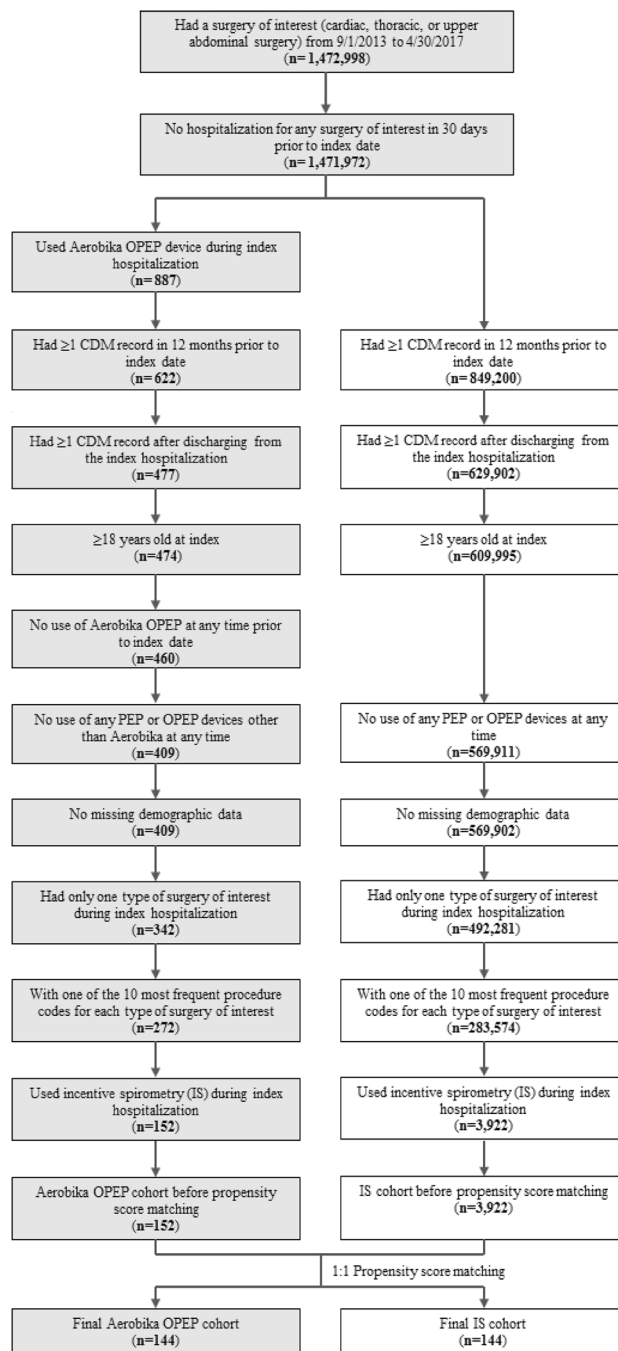 Had a surgery of interest (cardiac, thoracic, or upper
abdominal surgery) from 9/1/2013 to 4/30/2017
(n= 1,472,998)
No hospitalization for any surgery of interest in 30 days
prior to index date
(n= 1,471,972)
Used Aerobika OPEP device during index
hospitalization
(n= 887)
Had ≥1 CDM record in 12 months prior to
index date
(n= 622)
Had ≥1 CDM record in 12 months prior to
index date
(n= 849,200)
Had ≥1 CDM record after discharging from
the index hospitalization
(n=477)
Had ≥1 CDM record after discharging from
the index hospitalization
(n=629,902)
≥18 years old at index
(n=474)
≥18 years old at index
(n=609,995)
No use of Aerobika OPEP at any time prior
to index date
(n=460)
No use of any PEP or OPEP devices other
than Aerobika at any time
(n=409)
No use of any PEP or OPEP devices at any
time
(n=569,911)
No missing demographic data
(n=409)
No missing demographic data
(n=569,902)
Had only one type of surgery of interest
during index hospitalization
(n=342)
Had only one type of surgery of interest
during index hospitalization
(n=492,281)
With one of the 10 most frequent procedure
codes for each type of surgery of interest
(n=272)
With one of the 10 most frequent procedure
codes for each type of surgery of interest
(n=283,574)
Used incentive spirometry (IS) during index
hospitalization
(n=152)
Used incentive spirometry (IS) during index
hospitalization
(n=3,922)
Aerobika OPEP cohort before propensity
score matching
(n=152)
IS cohort before propensity score matching
(n=3,922)
1:1 Propensity score matching
Final Aerobika OPEP cohort
(n=144)
Final IS cohort
(n=144)